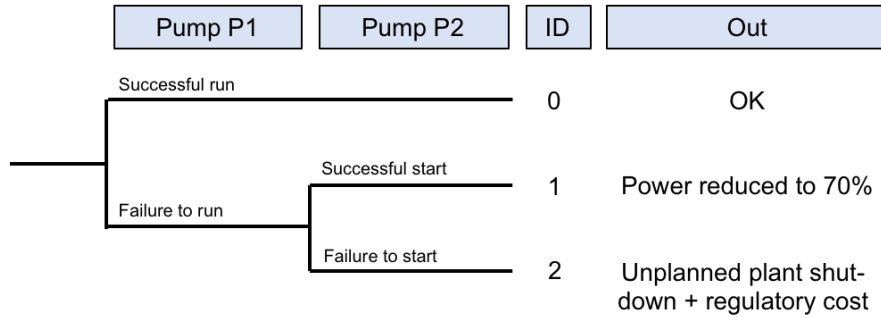 Pump P1 Pump P2 ID Out
Successful run
0 OK
Successful start
1 Power reduced to 70%
Failure to run
Failure to start
2 Unplanned plant shut-
down + regulatory cost